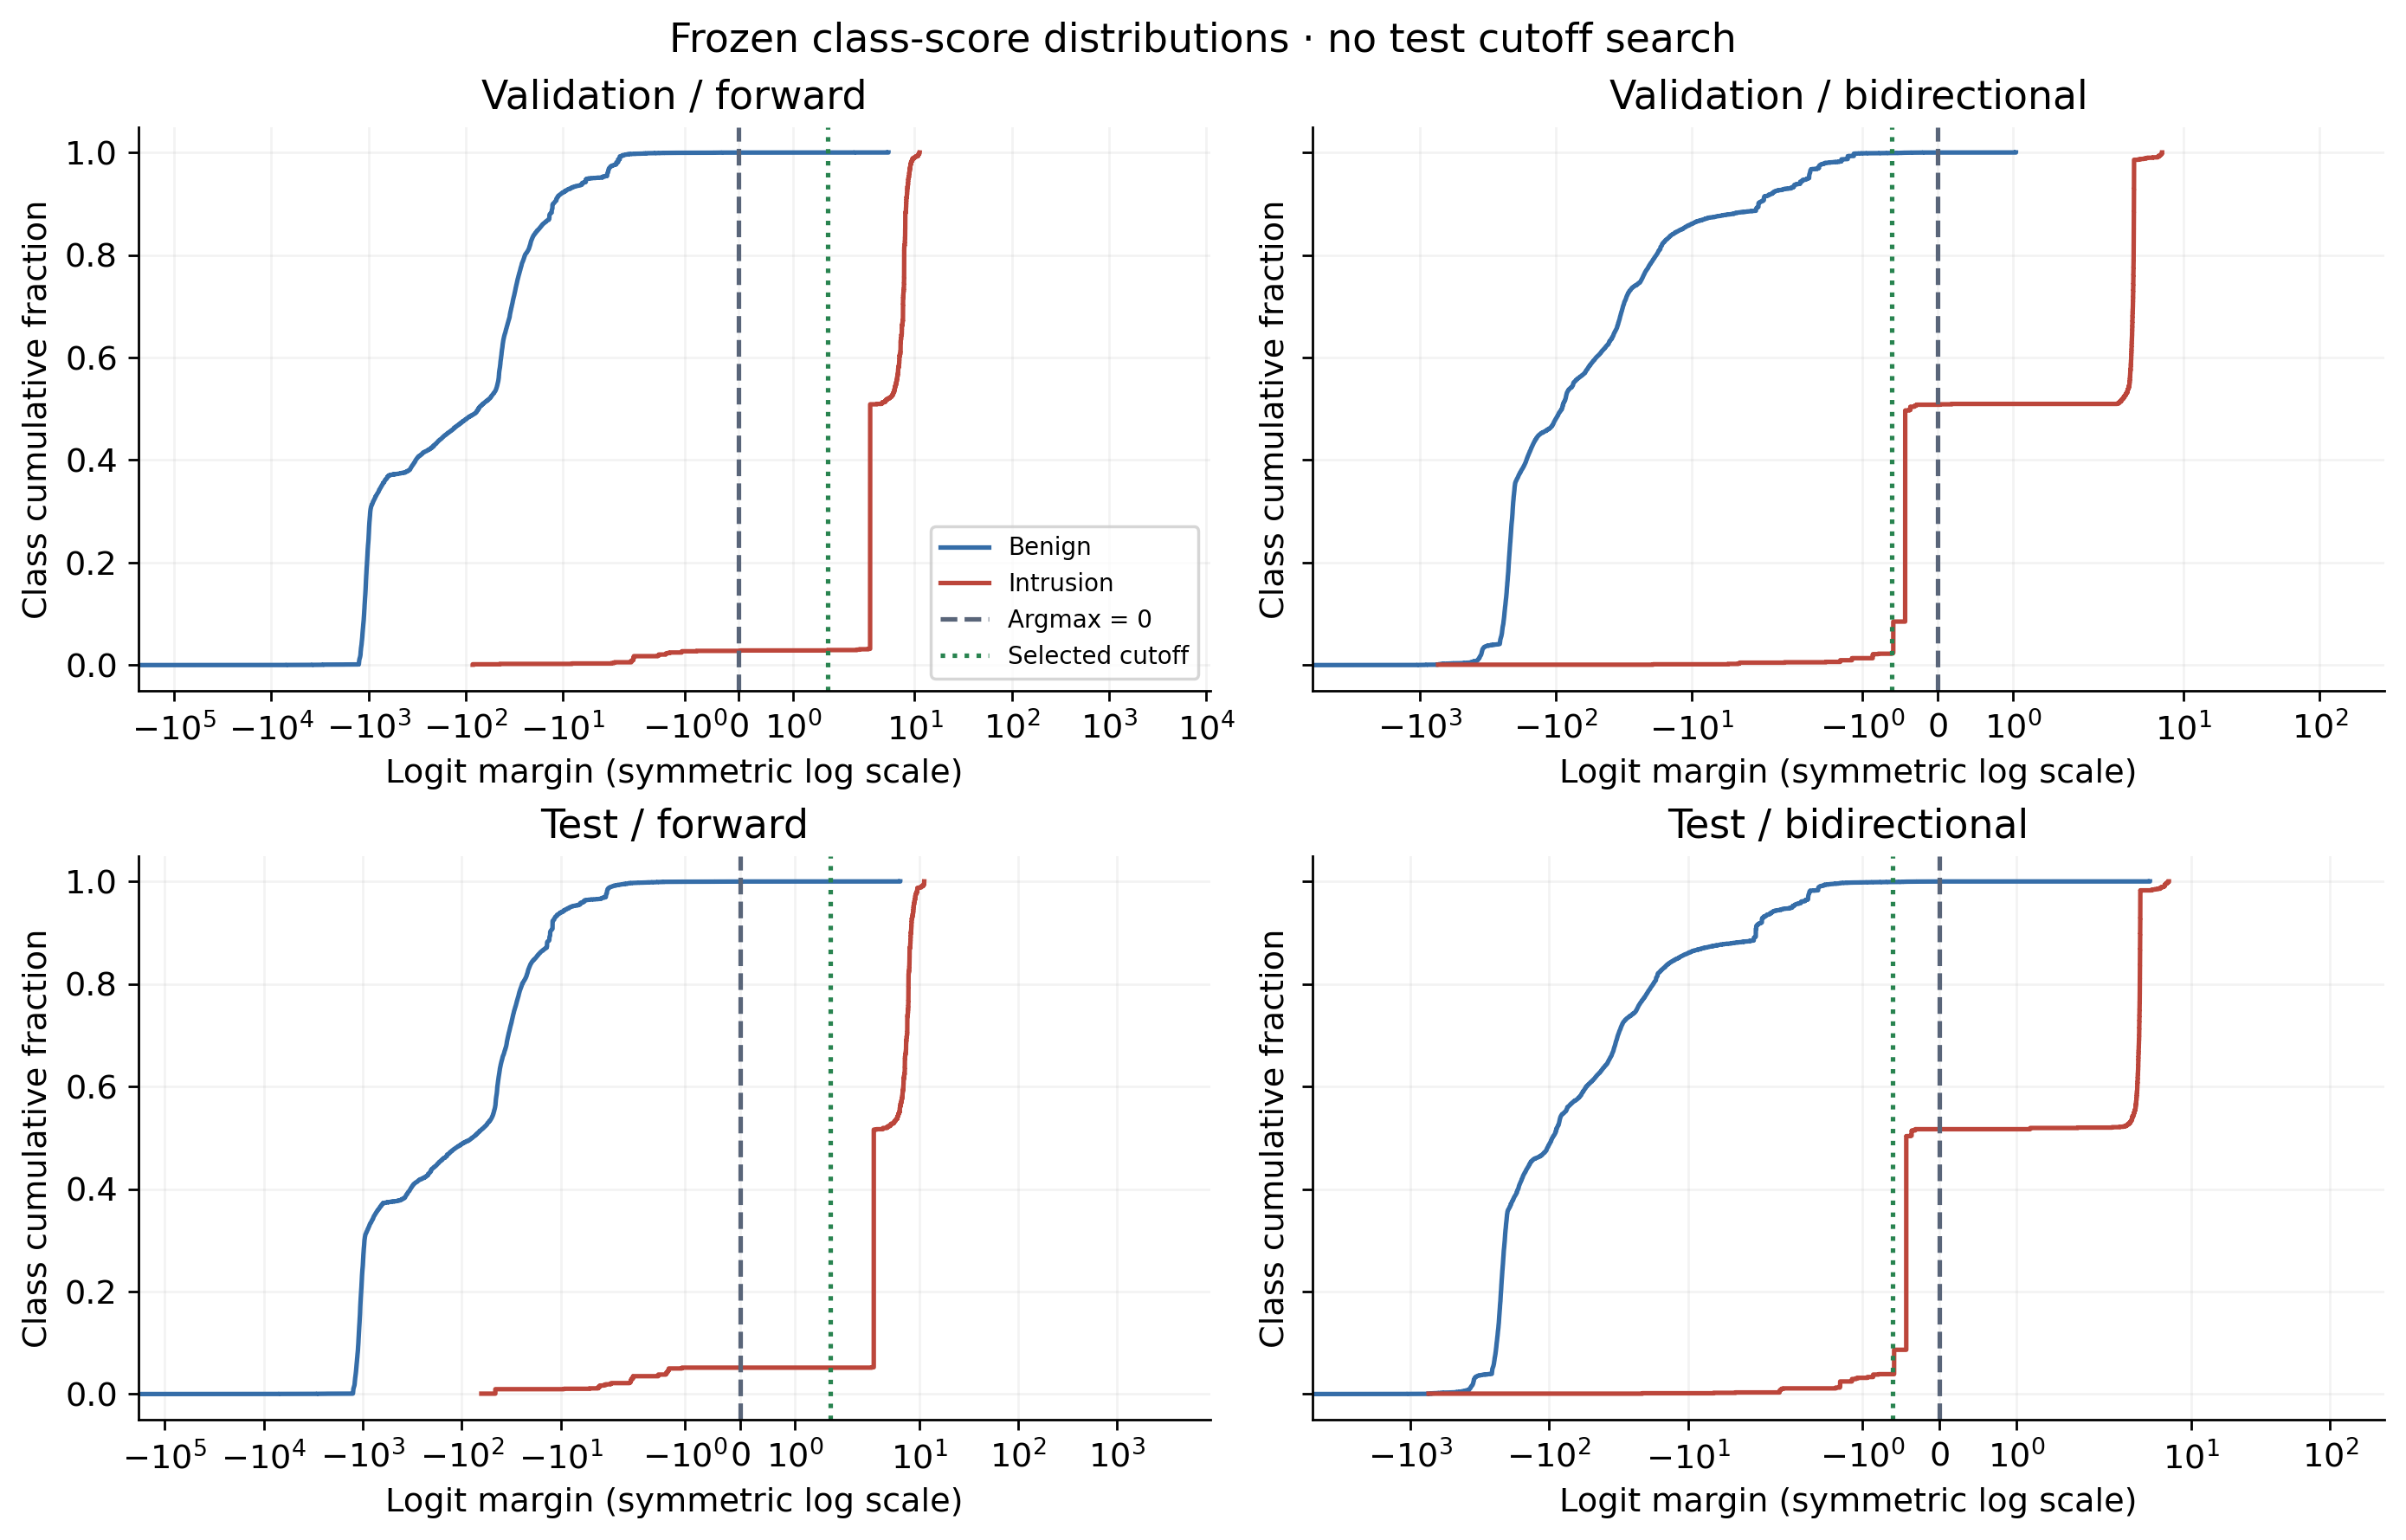 Frozen class-score distributions · no test cutoff search
Validation / forward
Class cumulative fraction
1.0
0.8
0.6
0.4
0.2
0.0
Benign
Intrusion
Argmax = 0
Selected cutoff
−10⁵ −10⁴ −10³ −10² −10¹ −10⁰ 0 10⁰ 10¹ 10² 10³ 10⁴
Logit margin (symmetric log scale)
Validation / bidirectional
Class cumulative fraction
−10³ −10² −10¹ −10⁰ 0 10⁰ 10¹ 10²
Logit margin (symmetric log scale)
Test / forward
Class cumulative fraction
1.0
0.8
0.6
0.4
0.2
0.0
−10⁵ −10⁴ −10³ −10² −10¹ −10⁰ 0 10⁰ 10¹ 10² 10³
Logit margin (symmetric log scale)
Test / bidirectional
Class cumulative fraction
−10³ −10² −10¹ −10⁰ 0 10⁰ 10¹ 10²
Logit margin (symmetric log scale)